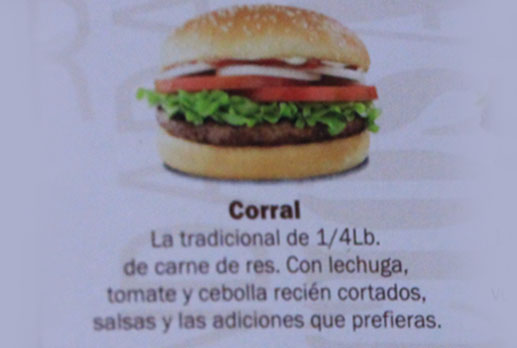 Corral
La tradicional de 1/4Lb.
de carne de res. Con lechuga,
tomate y cebolla recién cortados,
salsas y las adiciones que prefieras.